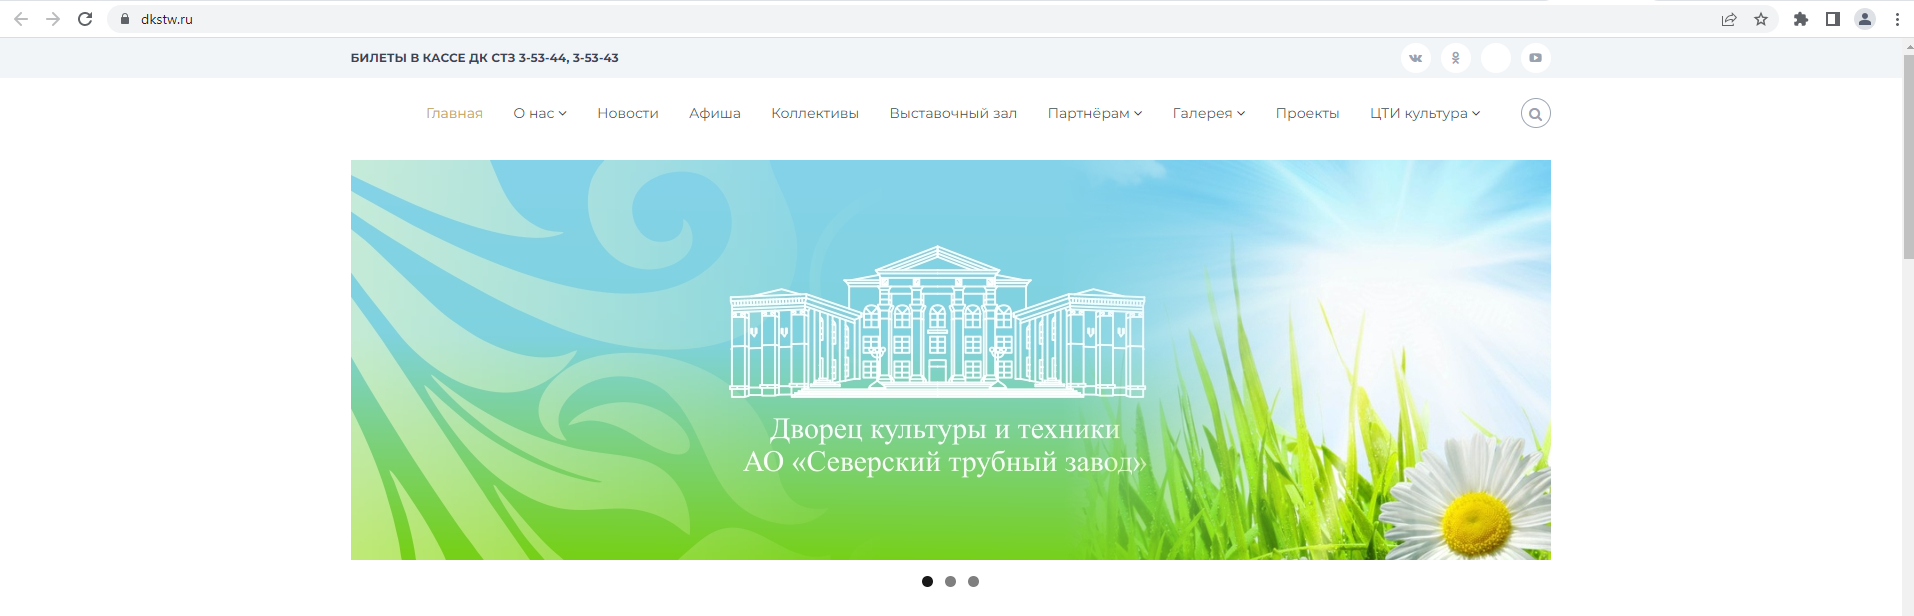 dkstw.ru
БИЛЕТЫ В КАССЕ ДК СТЗ 3-53-44, 3-53-43
Главная О нас Новости Афиша Коллективы Выставочный зал Партнёрам Галерея Проекты ЦТИ культура
Дворец культуры и техники
АО «Северский трубный завод»